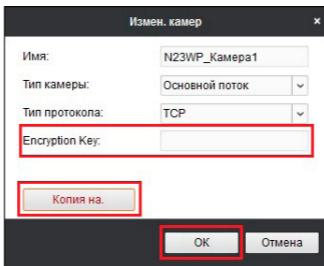 Измен. камер
×
Имя: N23WP_Камера1
Тип камеры: Основной поток
Тип протокола: TCP
Encryption Key:
Копия на.
OK Отмена